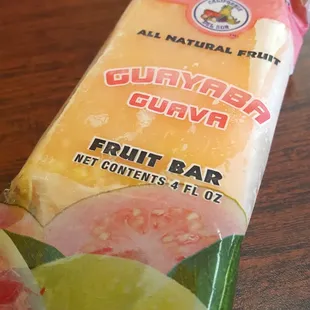 ALL NATURAL FRUIT
GUAYABA
GUAVA
FRUIT BAR
NET CONTENTS 4 FL OZ